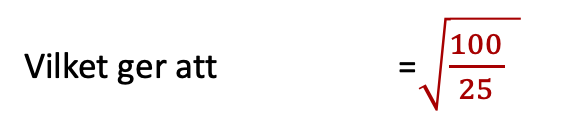 Vilket ger att = √(100/25)